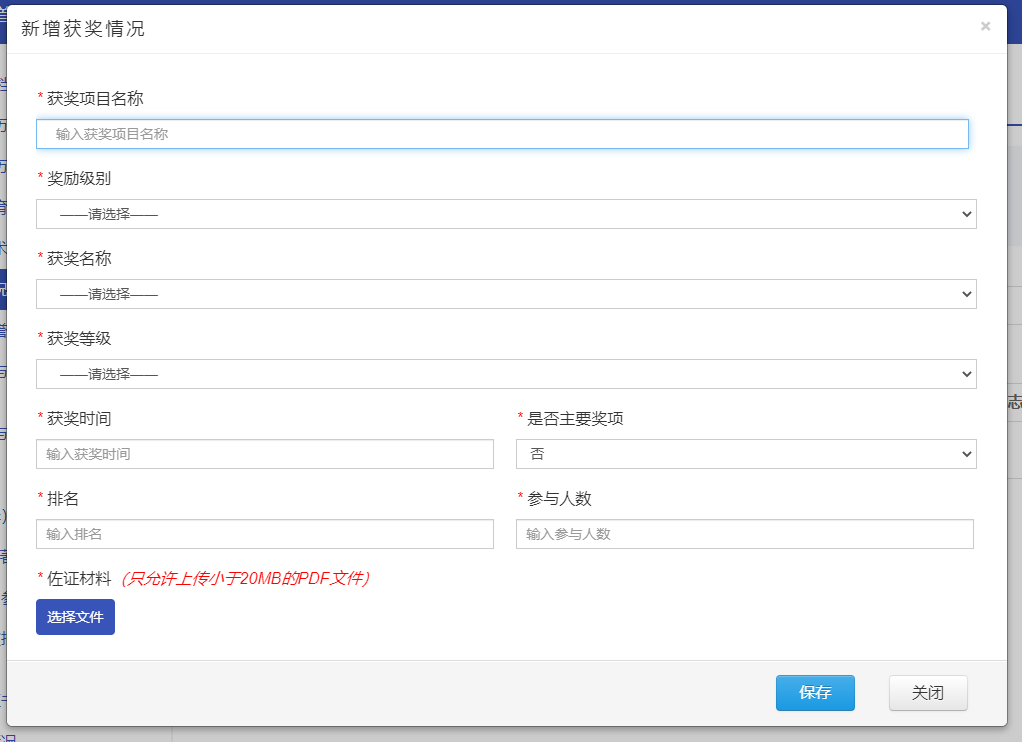 新增获奖情况
×
* 获奖项目名称
输入获奖项目名称
* 奖励级别
——请选择——
* 获奖名称
——请选择——
* 获奖等级
——请选择——
* 获奖时间 * 是否主要奖项
输入获奖时间 否
* 排名 * 参与人数
输入排名 输入参与人数
* 佐证材料 (只允许上传小于20MB的PDF文件)
选择文件
保存 关闭
志